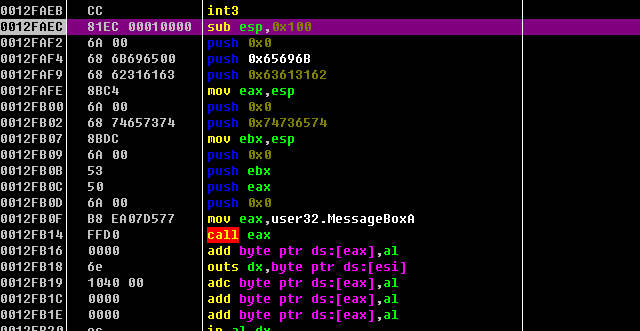 0012FAEB CC int3
0012FAEC 81EC 00010000 sub esp,0x100
0012FAF2 6A 00 push 0x0
0012FAF4 68 6B696500 push 0x65696B
0012FAF9 68 62316163 push 0x63613162
0012FAFE 8BC4 mov eax,esp
0012FB00 6A 00 push 0x0
0012FB02 68 74657374 push 0x74736574
0012FB07 8BDC mov ebx,esp
0012FB09 6A 00 push 0x0
0012FB0B 53 push ebx
0012FB0C 50 push eax
0012FB0D 6A 00 push 0x0
0012FB0F B8 EA07D577 mov eax,user32.MessageBoxA
0012FB14 FFD0 call eax
0012FB16 0000 add byte ptr ds:[eax],al
0012FB18 6e outs dx,byte ptr ds:[esi]
0012FB19 1040 00 adc byte ptr ds:[eax],al
0012FB1C 0000 add byte ptr ds:[eax],al
0012FB1E 0000 add byte ptr ds:[eax],al